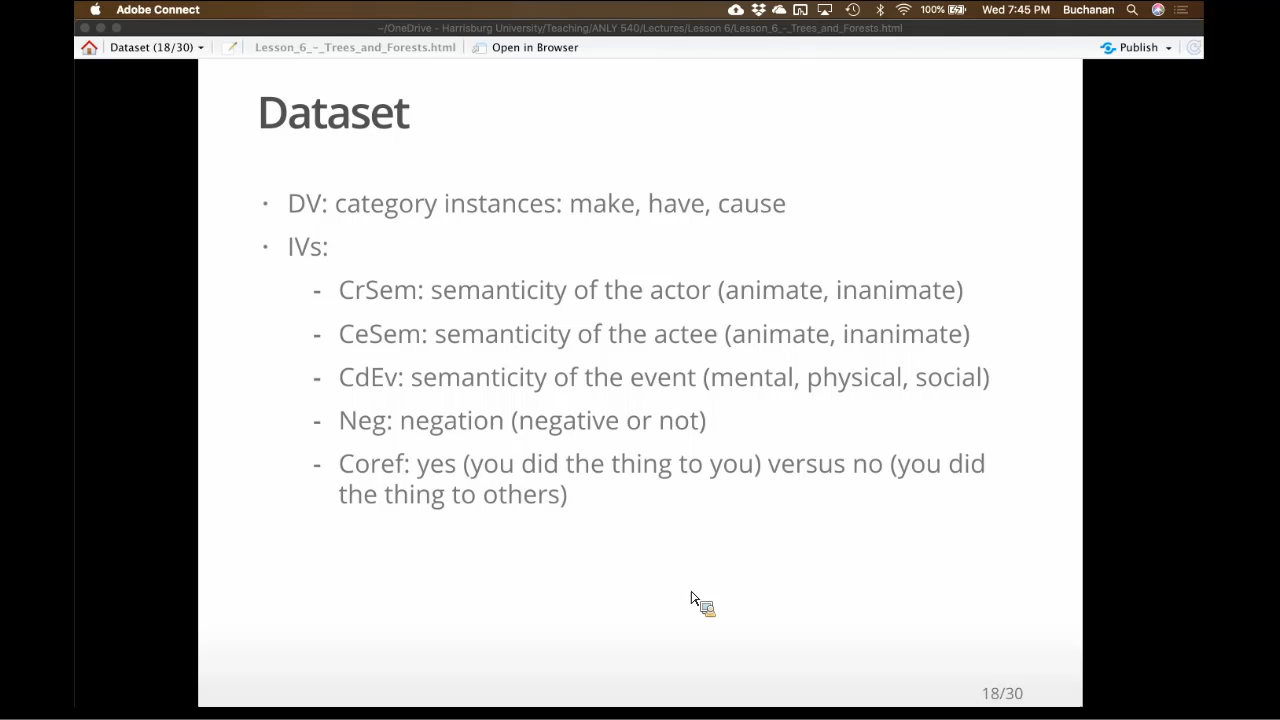 Adobe Connect
100%
Wed 7:45 PM
Buchanan
~/OneDrive - Harrisburg University/Teaching/ANLY 540/Lectures/Lesson 6/Lesson_6_-_Trees_and_Forests.html
Dataset (18/30)
Lesson_6_-_Trees_and_Forests.html
Open in Browser
Publish
Dataset
· DV: category instances: make, have, cause
· IVs:
- CrSem: semanticity of the actor (animate, inanimate)
- CeSem: semanticity of the actee (animate, inanimate)
- CdEv: semanticity of the event (mental, physical, social)
- Neg: negation (negative or not)
- Coref: yes (you did the thing to you) versus no (you did
the thing to others)
18/30